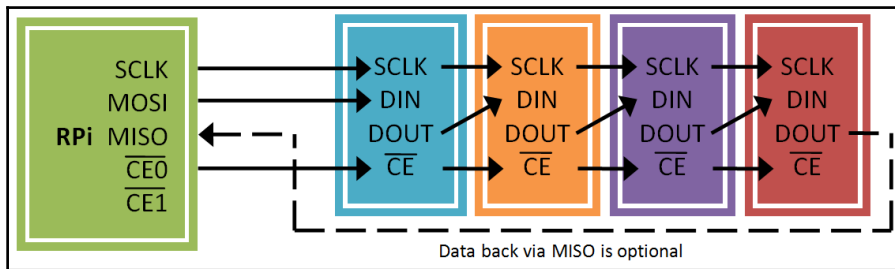 SCLK
MOSI
RPi MISO
CE0
CE1
SCLK
DIN
DOUT
CE
SCLK
DIN
DOUT
CE
SCLK
DIN
DOUT
CE
SCLK
DIN
DOUT
CE
Data back via MISO is optional